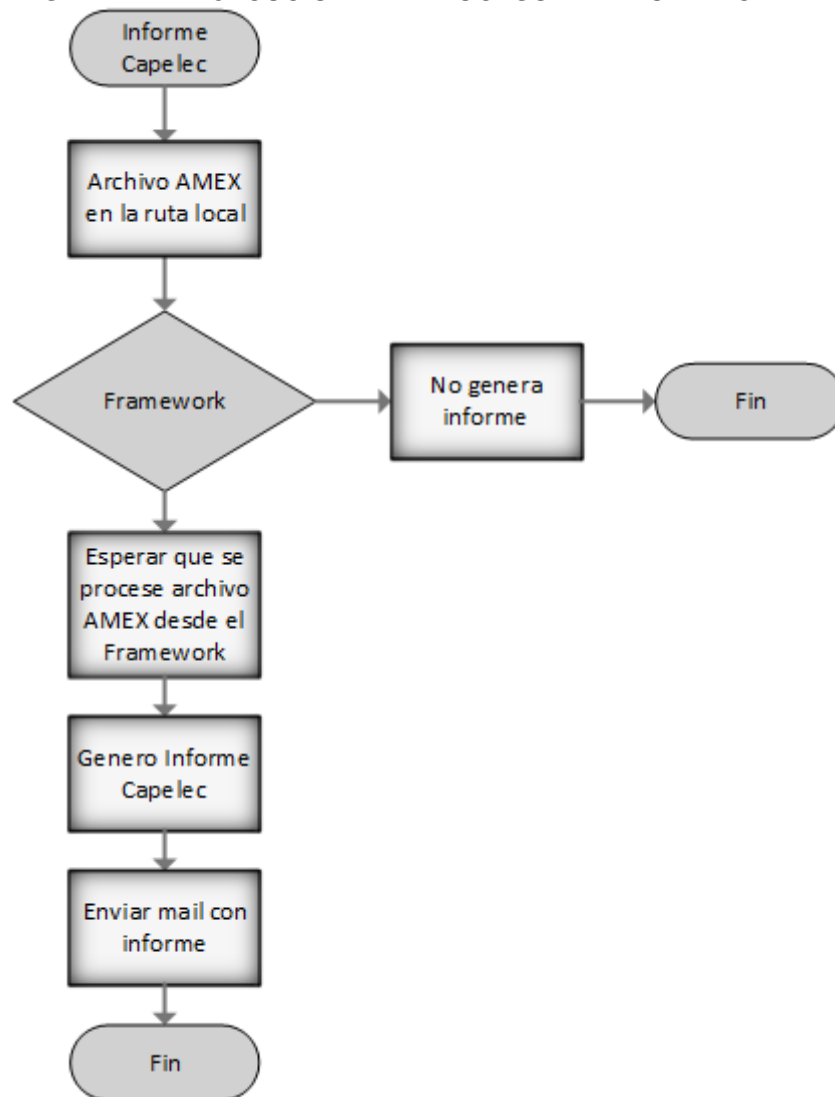 Informe
Capelec
Archivo AMEX
en la ruta local
Framework
No genera
informe
Fin
Esperar que se
procese archivo
AMEX desde el
Framework
Genero Informe
Capelec
Enviar mail con
informe
Fin